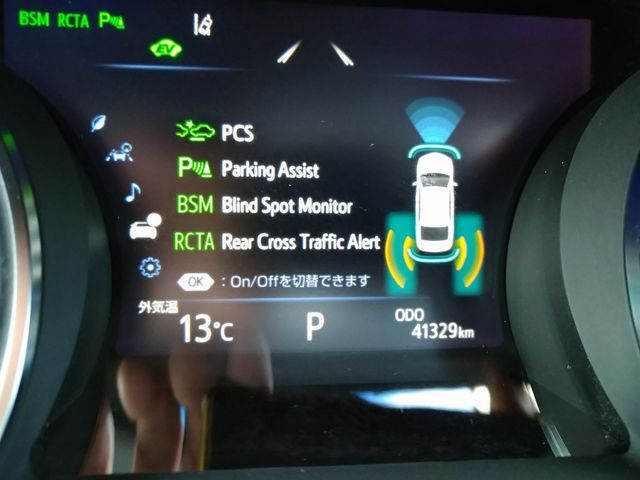 BSM RCTA P
EV
PCS
P Parking Assist
BSM Blind Spot Monitor
RCTA Rear Cross Traffic Alert
OK : On/Offを切替できます
外気温
13℃
P
ODO
41329km